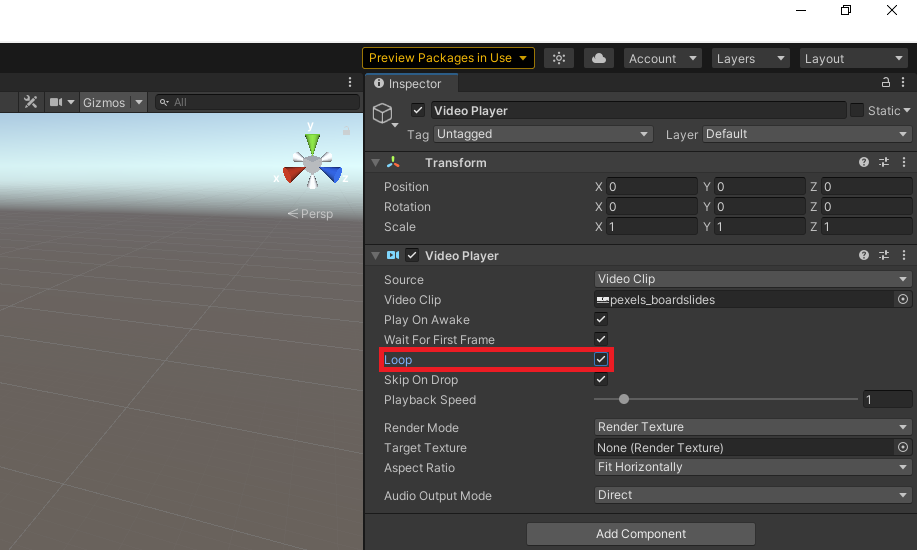 Preview Packages in Use Account Layers Layout
Inspector
Gizmos All
Video Player Static
Tag Untagged Layer Default
y
x z
Persp
Transform
Position X 0 Y 0 Z 0
Rotation X 0 Y 0 Z 0
Scale X 1 Y 1 Z 1
Video Player
Source Video Clip
Video Clip pexels_boardslides
Play On Awake
Wait For First Frame
Loop
Skip On Drop
Playback Speed 1
Render Mode Render Texture
Target Texture None (Render Texture)
Aspect Ratio Fit Horizontally
Audio Output Mode Direct
Add Component